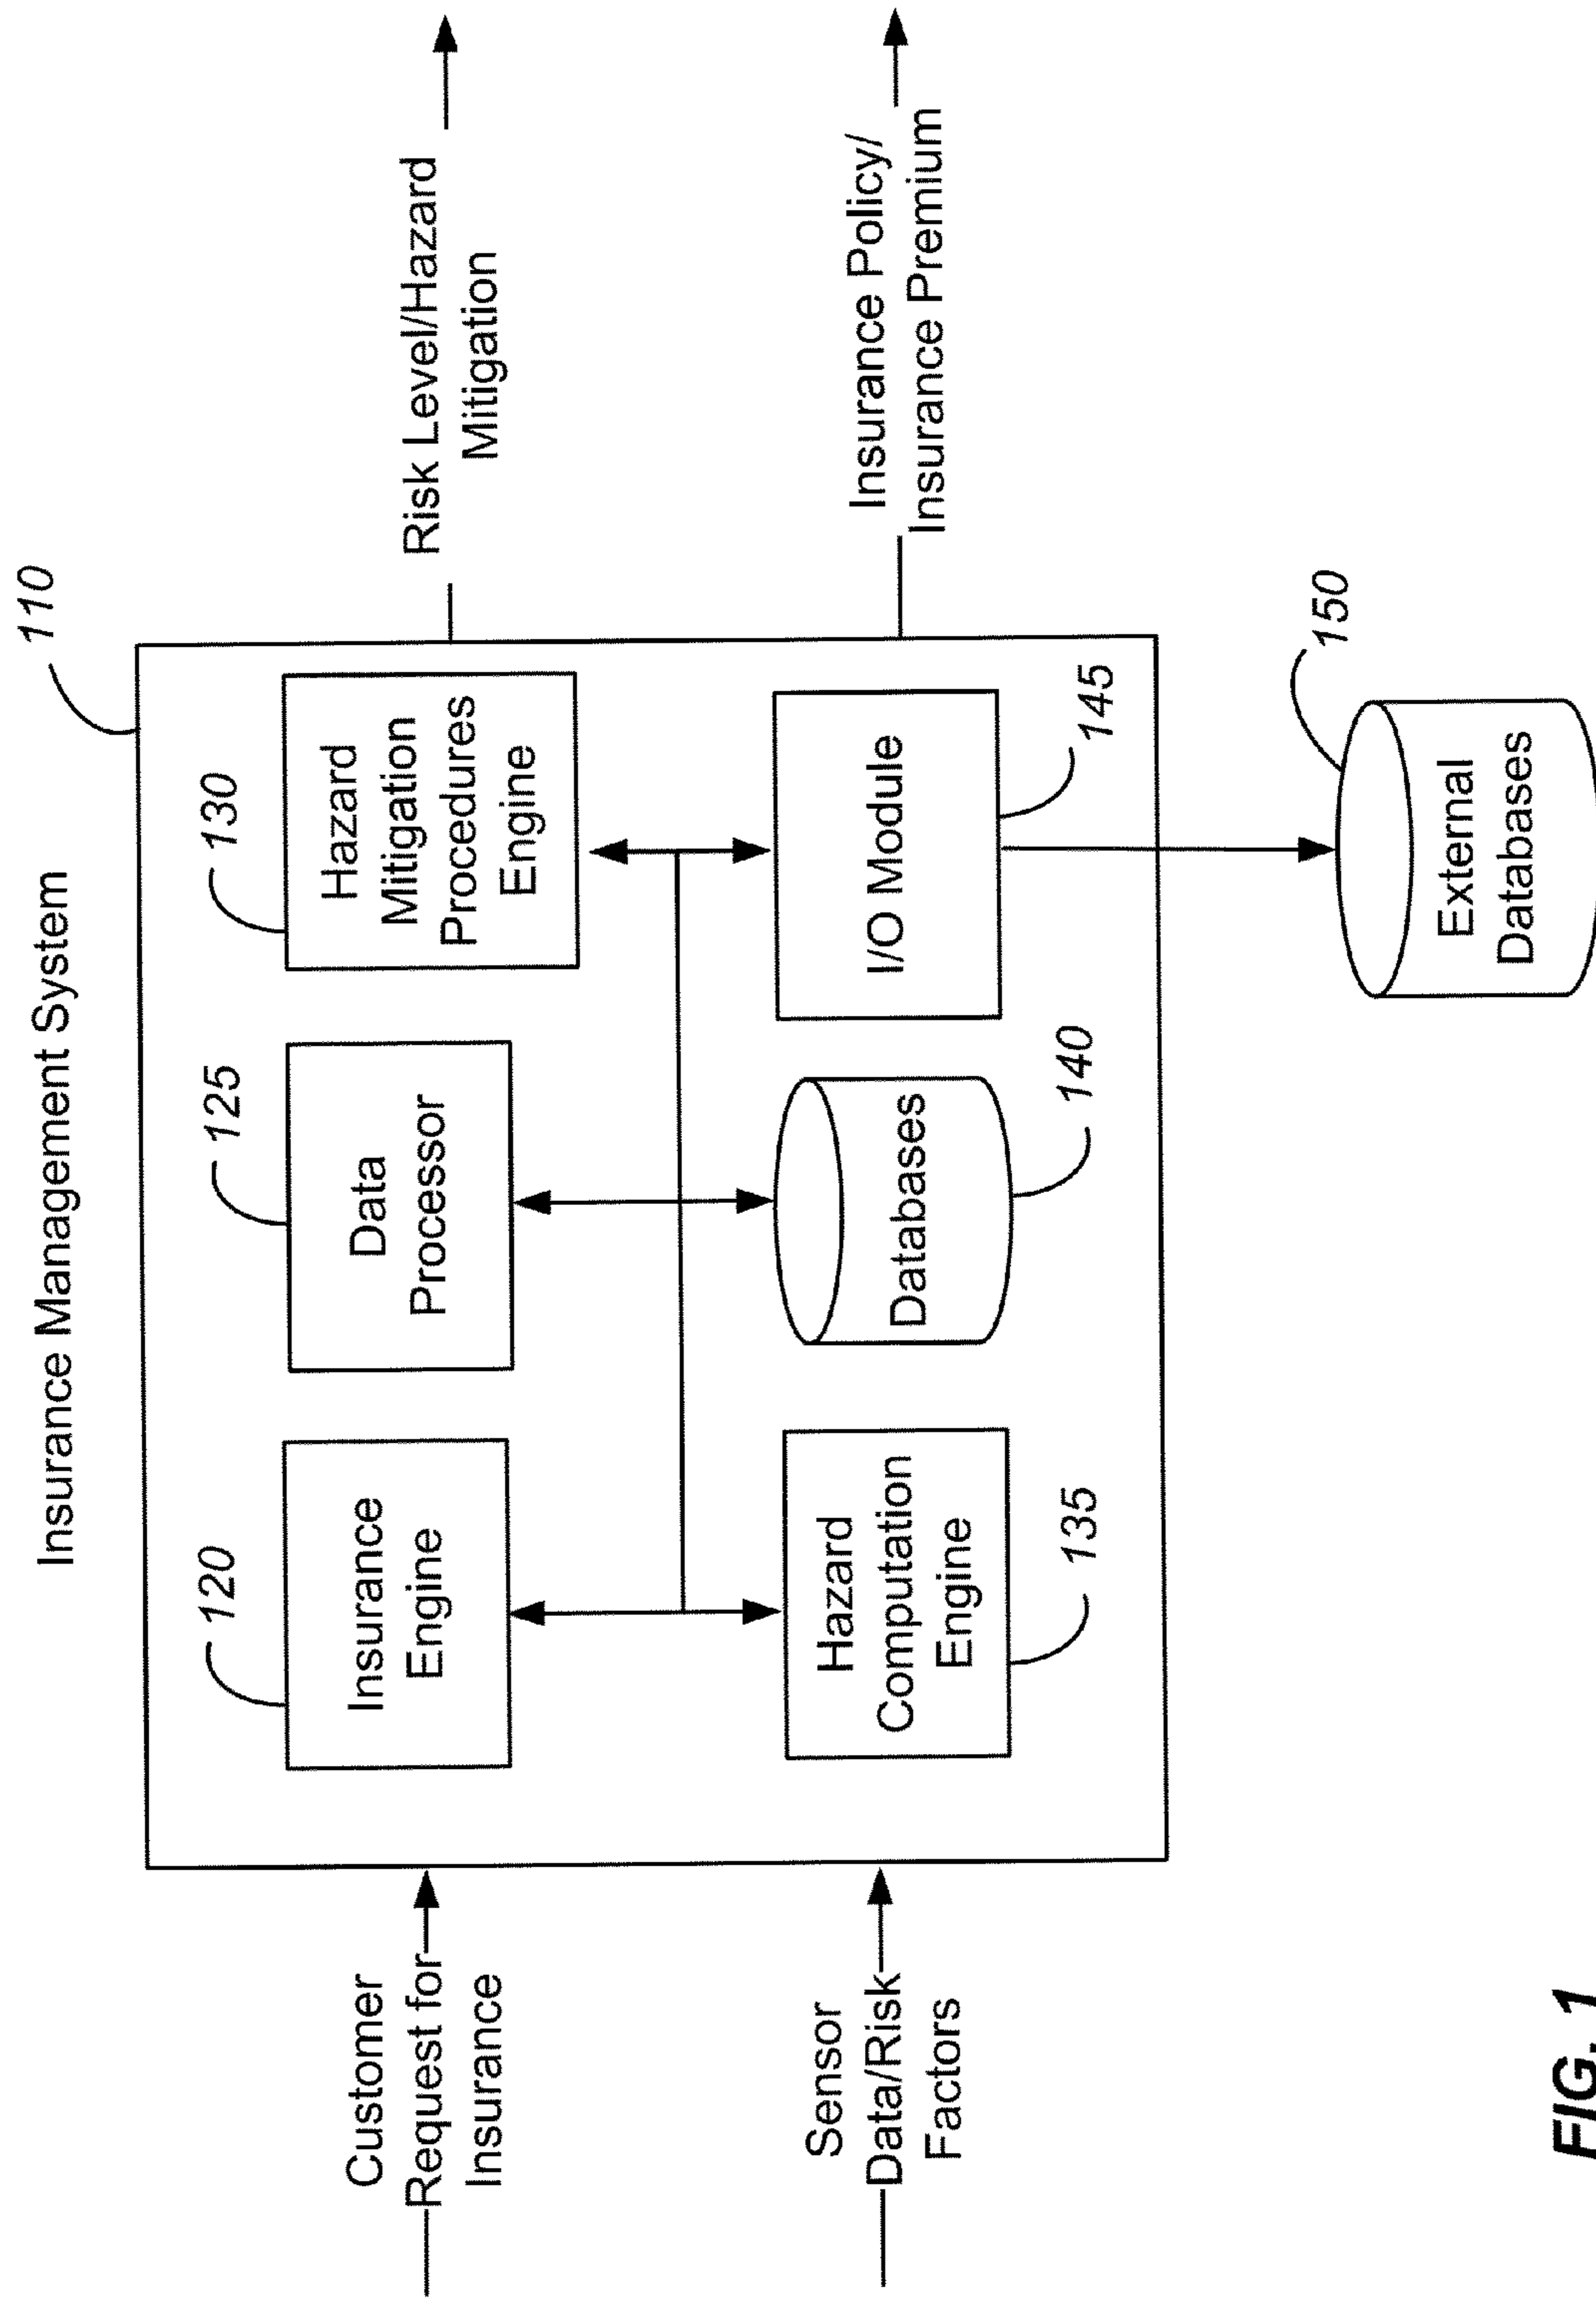 Insurance Management System
110
120
125
130
Insurance
Engine
Data
Processor
Hazard
Mitigation
Procedures
Engine
Customer
Request for
Insurance
Risk Level/Hazard
Mitigation
Sensor
Data/Risk
Factors
Hazard
Computation
Engine
Databases
I/O Module
Insurance Policy/
Insurance Premium
135
140
145
150
External
Databases
FIG. 1